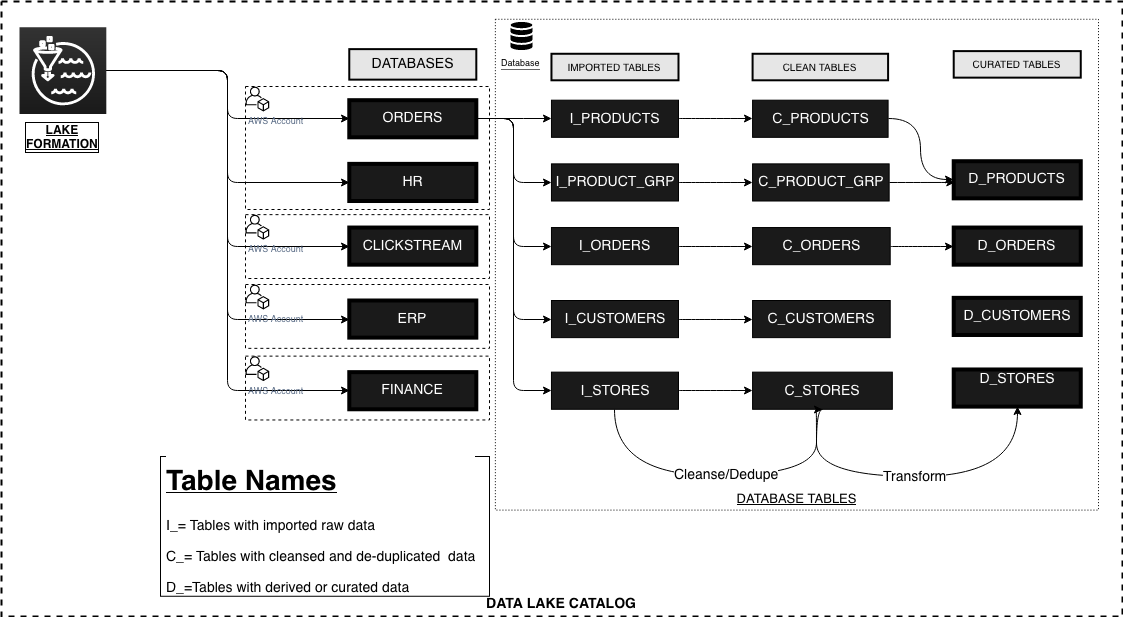 LAKE
FORMATION
DATABASES
AWS Account
ORDERS
HR
AWS Account
CLICKSTREAM
AWS Account
ERP
AWS Account
FINANCE
Database
IMPORTED TABLES
CLEAN TABLES
CURATED TABLES
I_PRODUCTS
C_PRODUCTS
I_PRODUCT_GRP
C_PRODUCT_GRP
D_PRODUCTS
I_ORDERS
C_ORDERS
D_ORDERS
I_CUSTOMERS
C_CUSTOMERS
D_CUSTOMERS
I_STORES
C_STORES
D_STORES
Cleanse/Dedupe
Transform
DATABASE TABLES
Table Names
I_= Tables with imported raw data
C_= Tables with cleansed and de-duplicated  data
D_=Tables with derived or curated data
DATA LAKE CATALOG